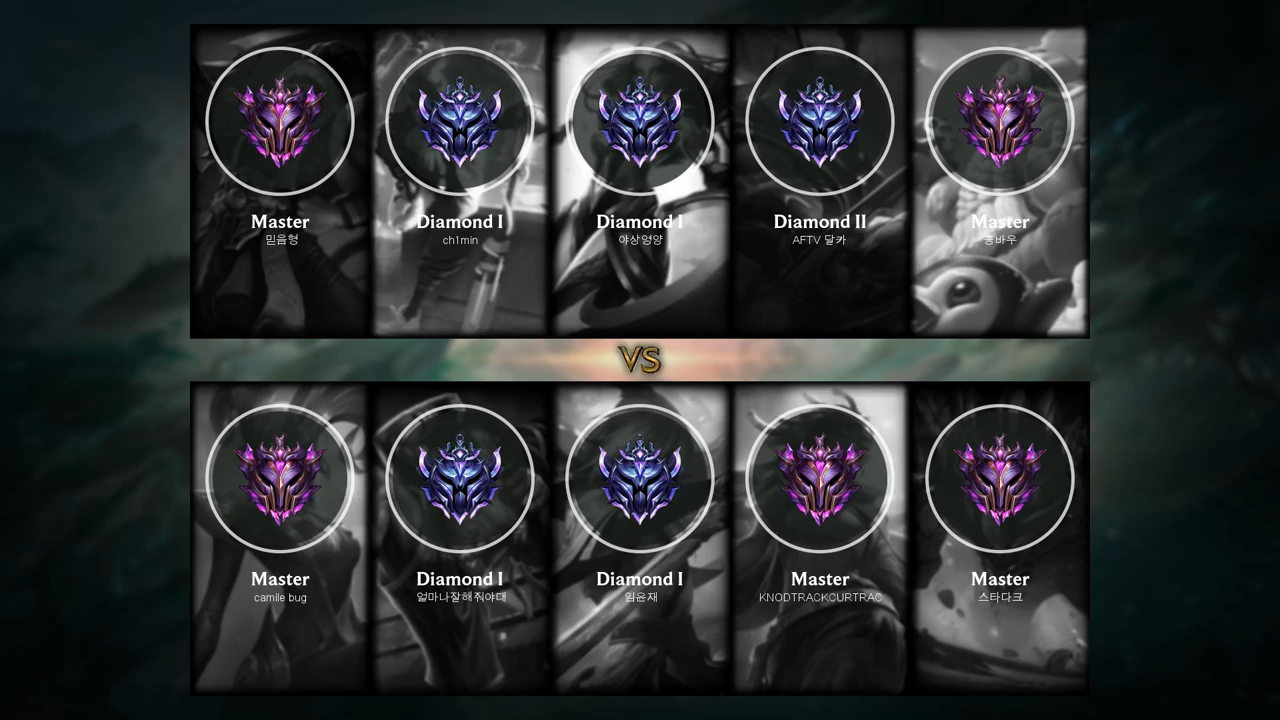 Master
믿음형
Diamond I
ch1min
Diamond I
야상영양
Diamond II
AFTV 달카
Master
VS
Master
camile bug
Diamond I
얼마나잘해줘야대
Diamond I
임윤재
Master
KNODTRACKCURTRAC
Master
스타다크